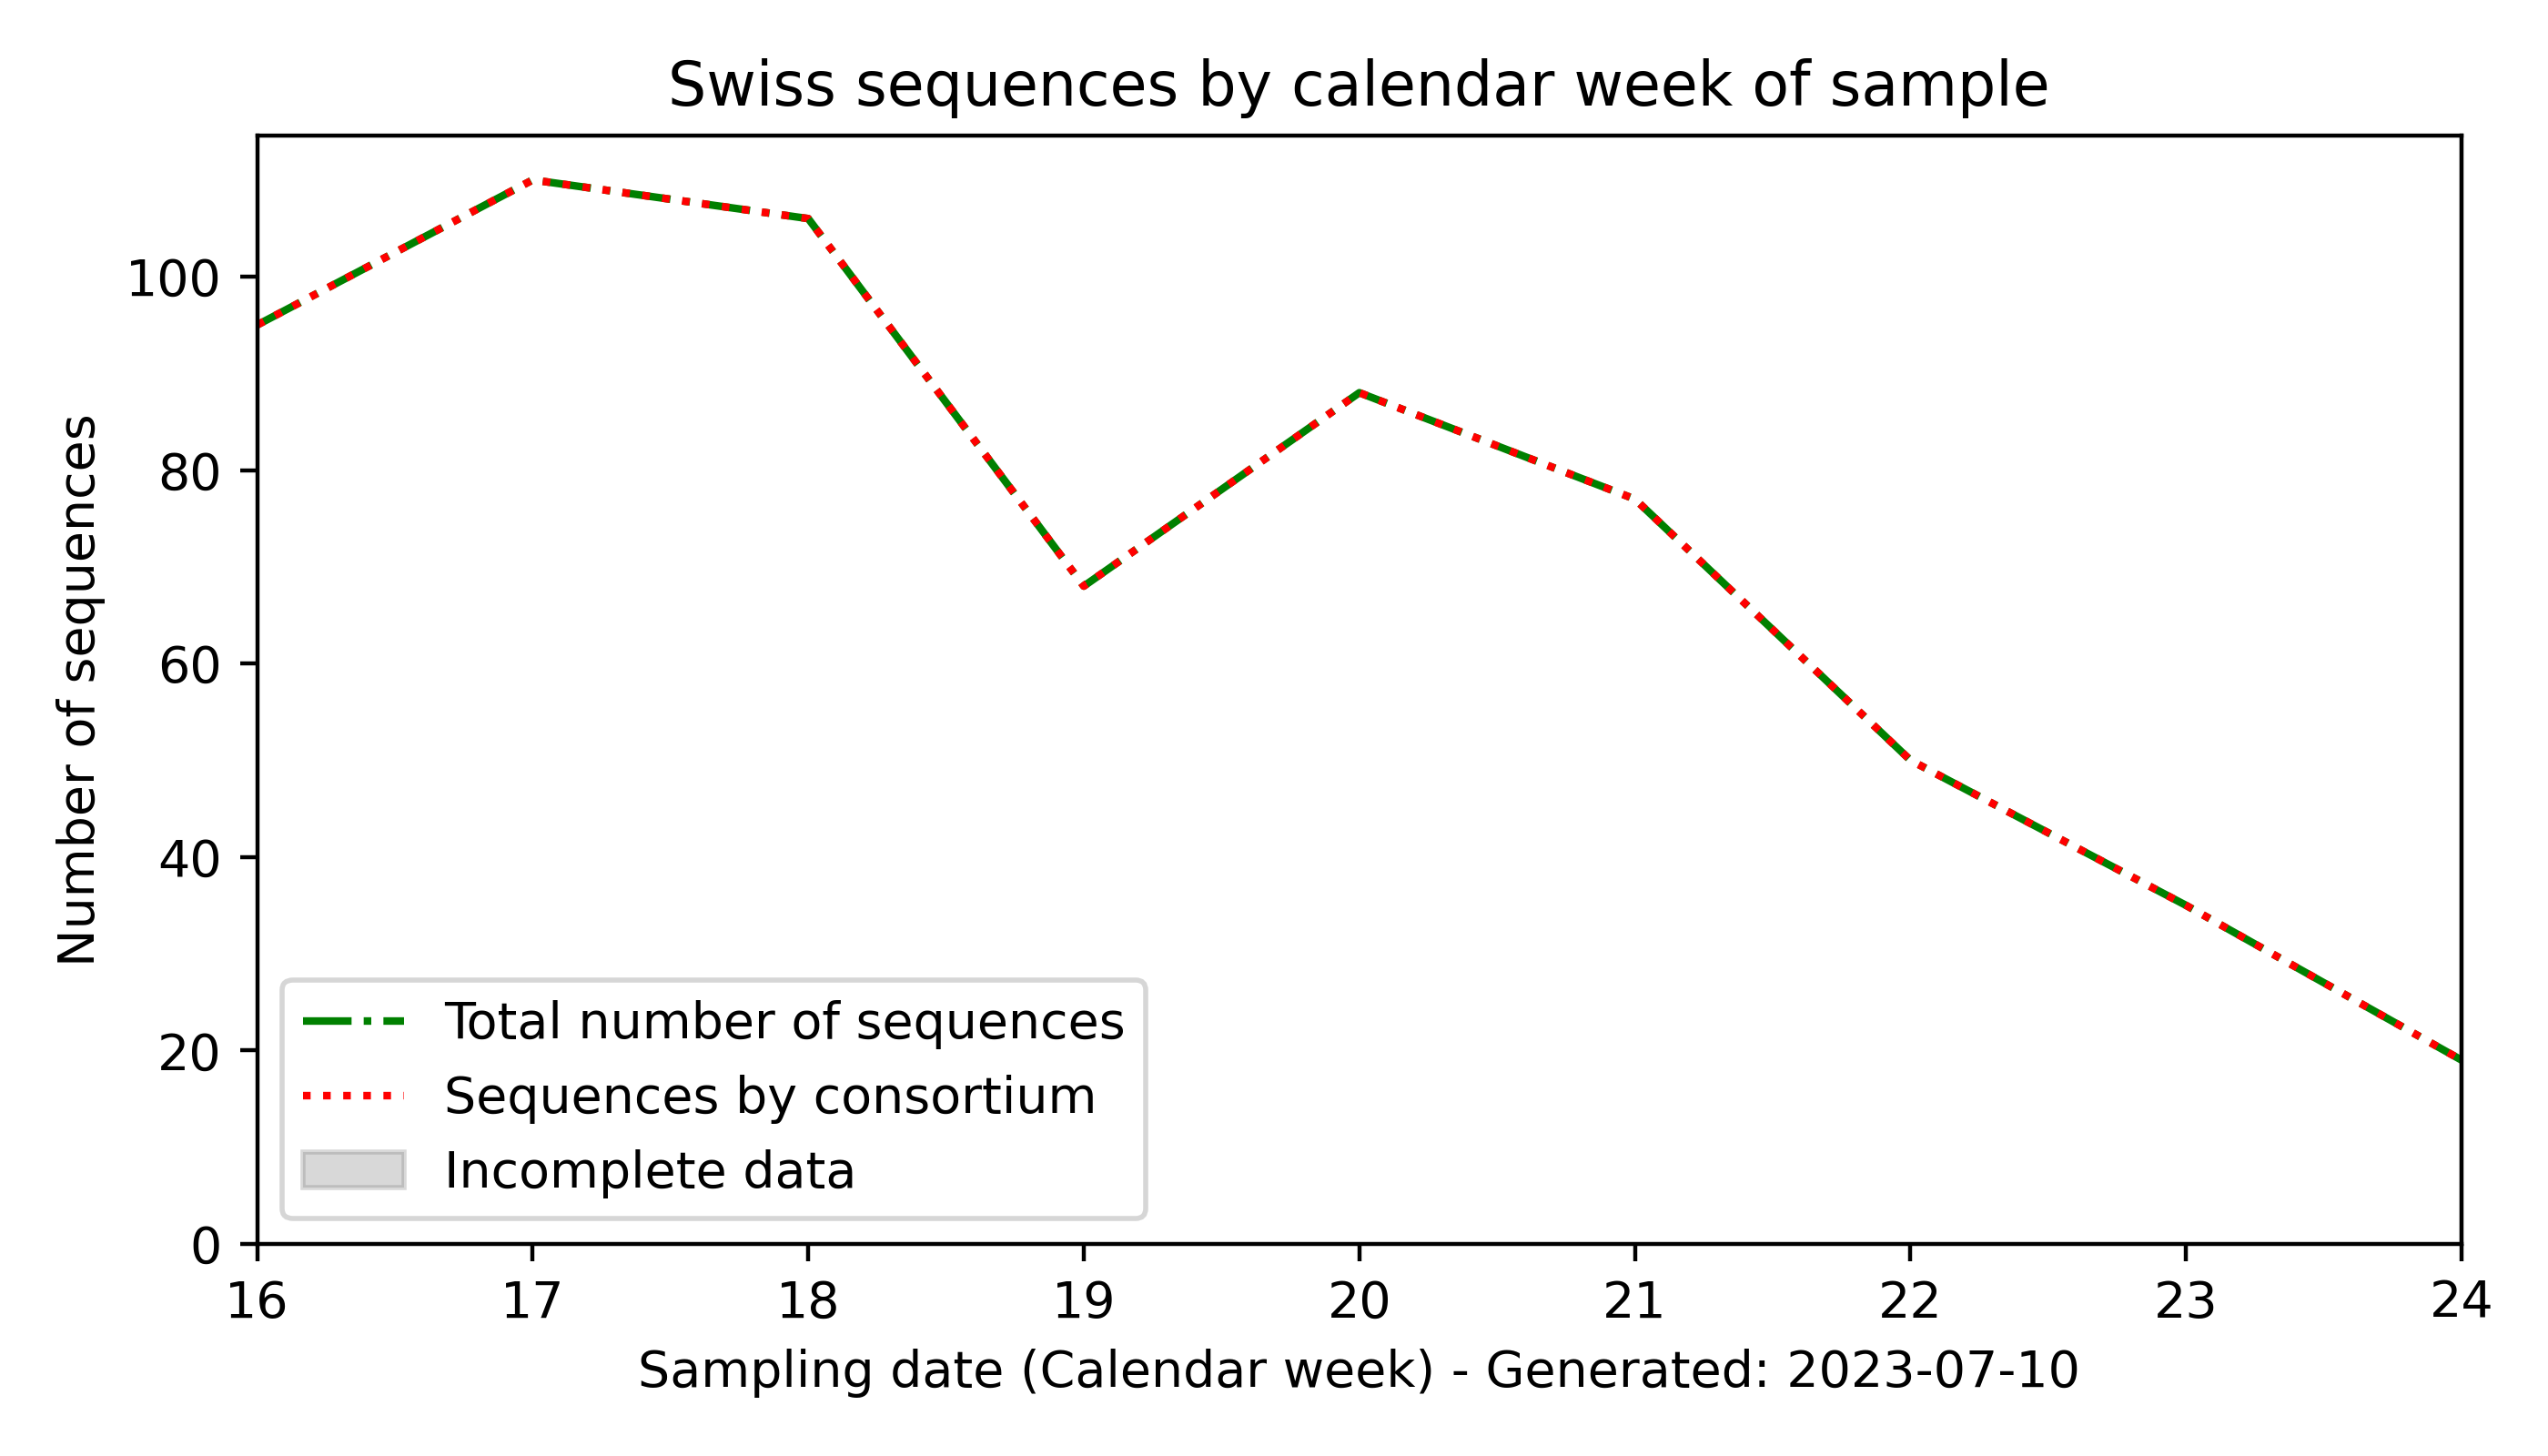 Swiss sequences by calendar week of sample
Number of sequences
100
80
60
40
20
0
Total number of sequences
Sequences by consortium
Incomplete data
16 17 18 19 20 21 22 23 24
Sampling date (Calendar week) - Generated: 2023-07-10